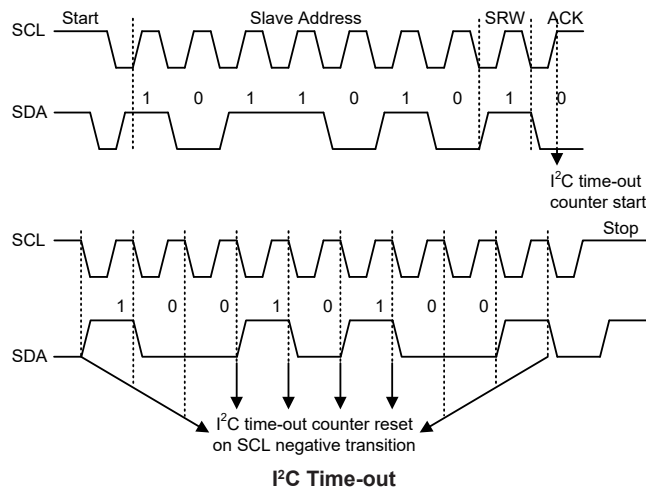 Start Slave Address SRW ACK
SCL
1 0 1 1 0 1 0 1 0
SDA
I²C time-out
counter start
Stop
SCL
1 0 0 1 0 1 0 0
SDA
I²C time-out counter reset
on SCL negative transition
I²C Time-out